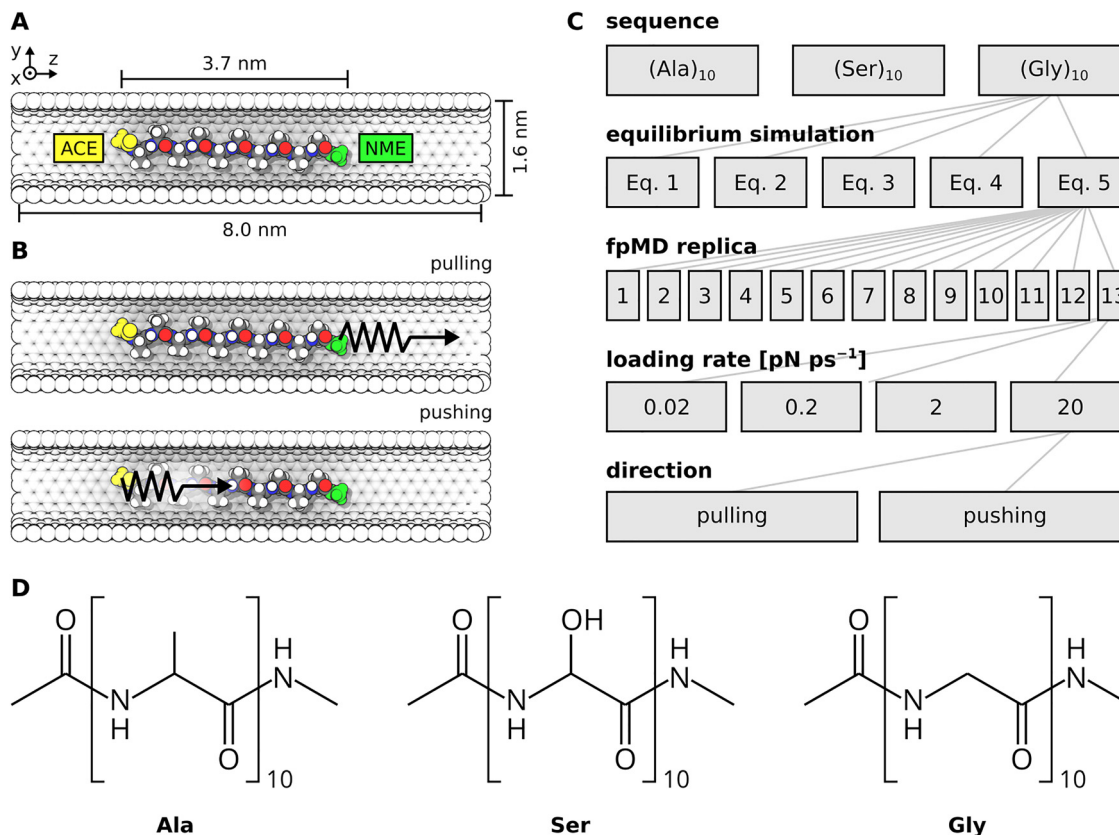 A
y
x
z
3.7 nm
ACE
NME
1.6 nm
8.0 nm
B
pulling
pushing
C
sequence
(Ala)10
(Ser)10
(Gly)10
equilibrium simulation
Eq. 1
Eq. 2
Eq. 3
Eq. 4
Eq. 5
fpMD replica
1
2
3
4
5
6
7
8
9
10
11
12
13
loading rate [pN ps⁻¹]
0.02
0.2
2
20
direction
pulling
pushing
D
O
N
H
O
H
N
10
Ala
O
OH
N
H
O
H
N
10
Ser
O
N
H
O
H
N
10
Gly